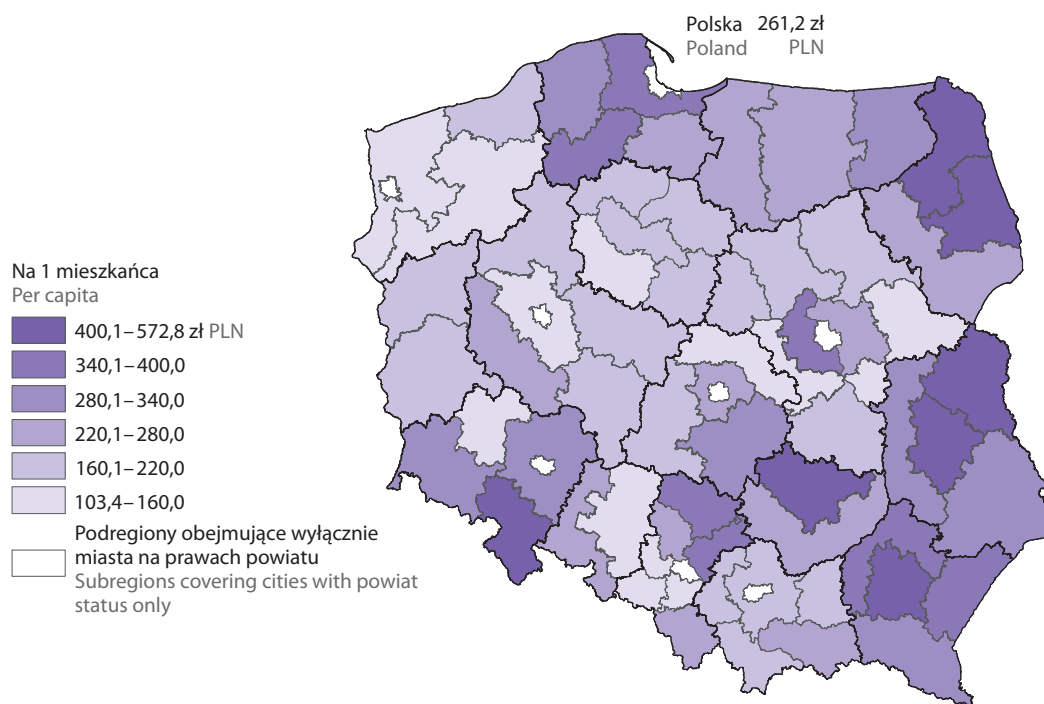 Polska 261,2 zł
Poland PLN
Na 1 mieszkańca
Per capita
400,1–572,8 zł PLN
340,1–400,0
280,1–340,0
220,1–280,0
160,1–220,0
103,4–160,0
Podregiony obejmujące wyłącznie
miasta na prawach powiatu
Subregions covering cities with powiat
status only